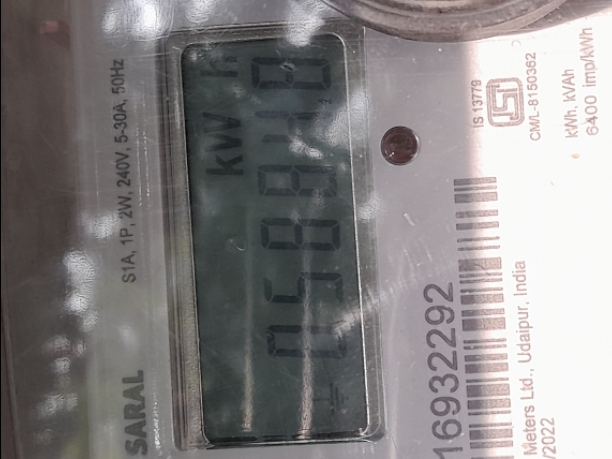 SARAL S1A, 1P, 2W, 240V, 5-30A, 50Hz
kW h
16932292
IS 13779
CM/L-8150362
Meters Ltd., Udaipur, India kWh, kVAh
/2022 6400 imp/kWh